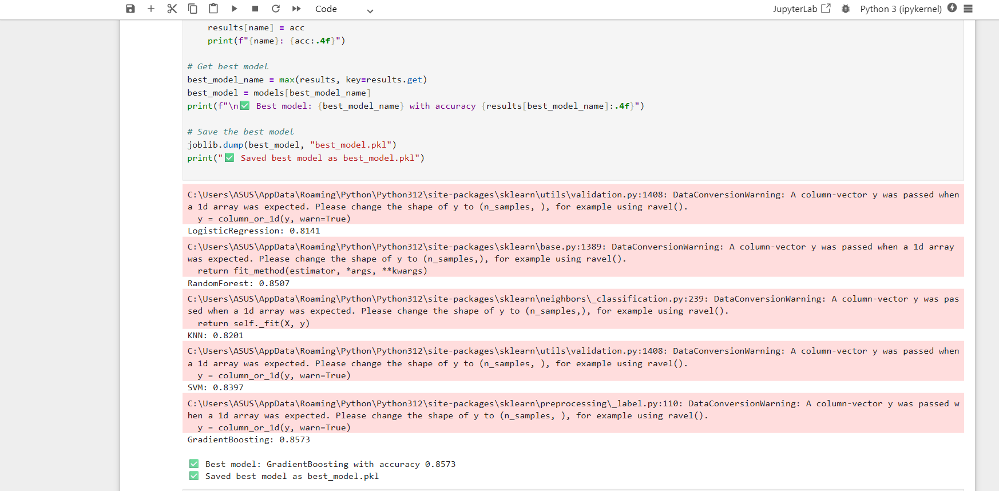 Code
JupyterLab
Python 3 (ipykernel)
results[name] = acc
print(f"{name}: {acc:.4f}")
# Get best model
best_model_name = max(results, key=results.get)
best_model = models[best_model_name]
print(f"\n✅ Best model: {best_model_name} with accuracy {results[best_model_name]:.4f}")
# Save the best model
joblib.dump(best_model, "best_model.pkl")
print("✅ Saved best model as best_model.pkl")
C:\Users\ASUS\AppData\Roaming\Python\Python312\site-packages\sklearn\utils\validation.py:1408: DataConversionWarning: A column-vector y was passed when
a 1d array was expected. Please change the shape of y to (n_samples, ), for example using ravel().
y = column_or_1d(y, warn=True)
LogisticRegression: 0.8141
C:\Users\ASUS\AppData\Roaming\Python\Python312\site-packages\sklearn\base.py:1389: DataConversionWarning: A column-vector y was passed when a 1d array
was expected. Please change the shape of y to (n_samples,), for example using ravel().
return fit_method(estimator, *args, **kwargs)
RandomForest: 0.8507
C:\Users\ASUS\AppData\Roaming\Python\Python312\site-packages\sklearn\neighbors\_classification.py:239: DataConversionWarning: A column-vector y was pas
sed when a 1d array was expected. Please change the shape of y to (n_samples,), for example using ravel().
return self._fit(X, y)
KNN: 0.8201
C:\Users\ASUS\AppData\Roaming\Python\Python312\site-packages\sklearn\utils\validation.py:1408: DataConversionWarning: A column-vector y was passed when
a 1d array was expected. Please change the shape of y to (n_samples, ), for example using ravel().
y = column_or_1d(y, warn=True)
SVM: 0.8397
C:\Users\ASUS\AppData\Roaming\Python\Python312\site-packages\sklearn\preprocessing\_label.py:110: DataConversionWarning: A column-vector y was passed w
hen a 1d array was expected. Please change the shape of y to (n_samples, ), for example using ravel().
y = column_or_1d(y, warn=True)
GradientBoosting: 0.8573
✅ Best model: GradientBoosting with accuracy 0.8573
✅ Saved best model as best_model.pkl